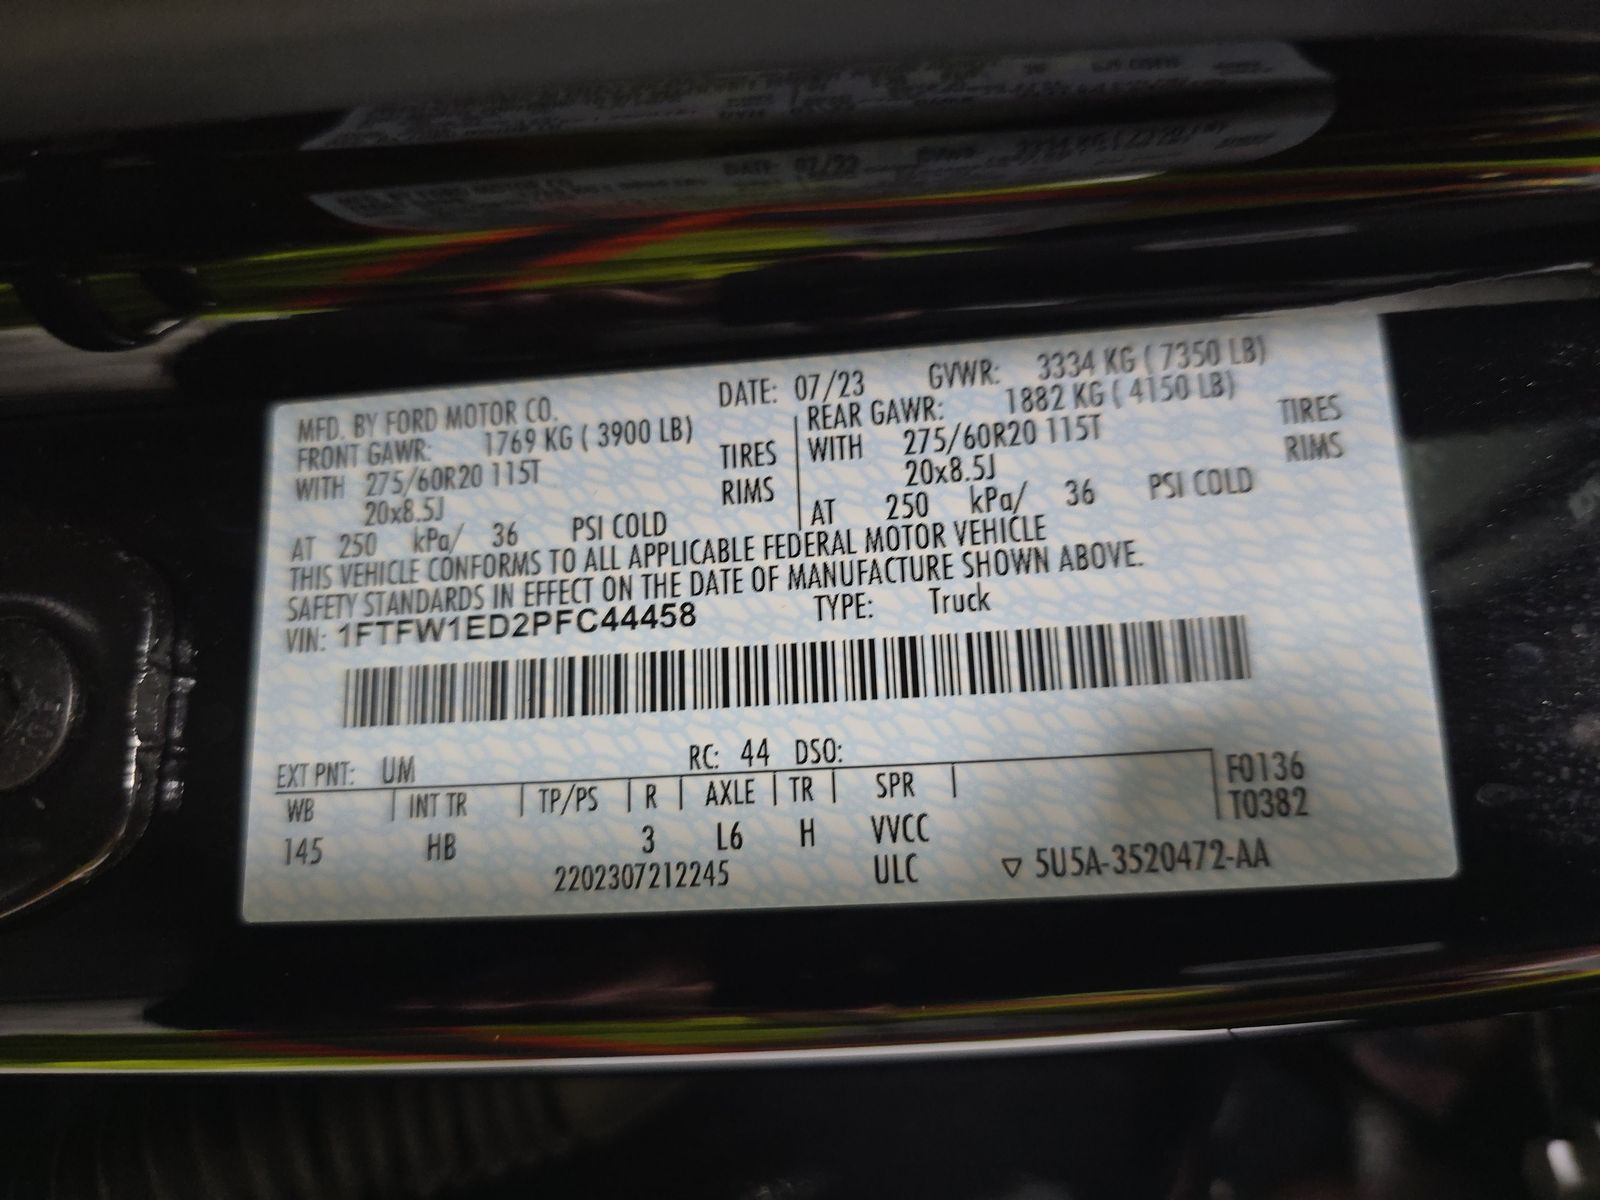 DATE: 07/23
MFD. BY FORD MOTOR CO. DATE: 07/23 GVWR: 3334 KG ( 7350 LB)
FRONT GAWR: 1769 KG ( 3900 LB) REAR GAWR: 1882 KG ( 4150 LB)
WITH 275/60R20 115T TIRES WITH 275/60R20 115T TIRES
20x8.5J RIMS 20x8.5J RIMS
AT 250 kPa/ 36 PSI COLD AT 250 kPa/ 36 PSI COLD
THIS VEHICLE CONFORMS TO ALL APPLICABLE FEDERAL MOTOR VEHICLE
SAFETY STANDARDS IN EFFECT ON THE DATE OF MANUFACTURE SHOWN ABOVE.
VIN: 1FTFW1ED2PFC44458 TYPE: Truck
EXT PNT: UM RC: 44 DSO:
WB INT TR TP/PS R AXLE TR SPR F0136
T0382
145 HB 3 L6 H VVCC
2202307212245 ULC ▽ 5U5A-3520472-AA